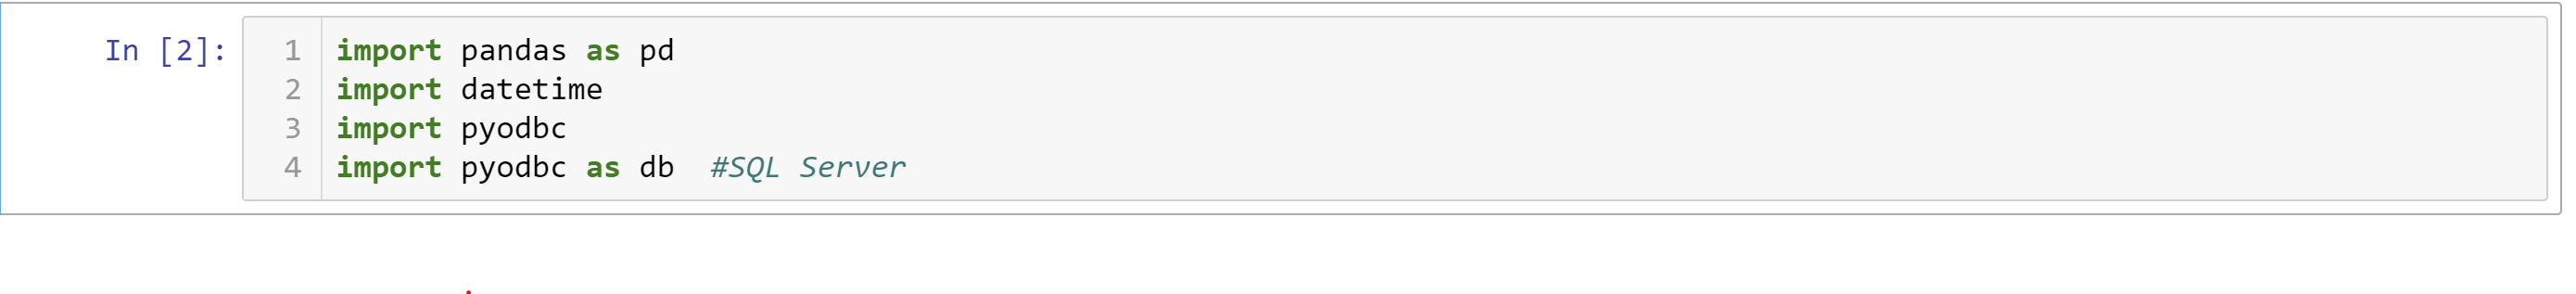 In [2]:
1 import pandas as pd
2 import datetime
3 import pyodbc
4 import pyodbc as db  #SQL Server